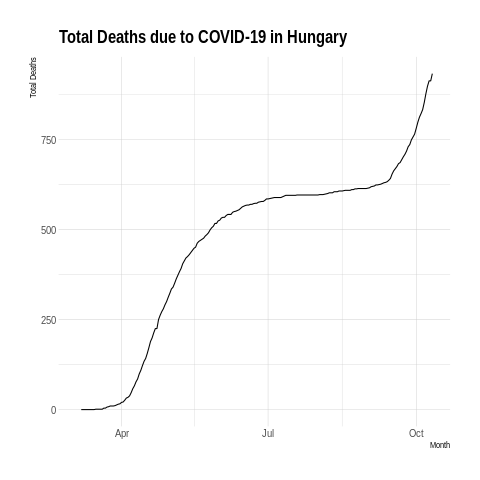 Total Deaths due to COVID-19 in Hungary
Total Deaths
750
500
250
0
Apr Jul Oct
Month